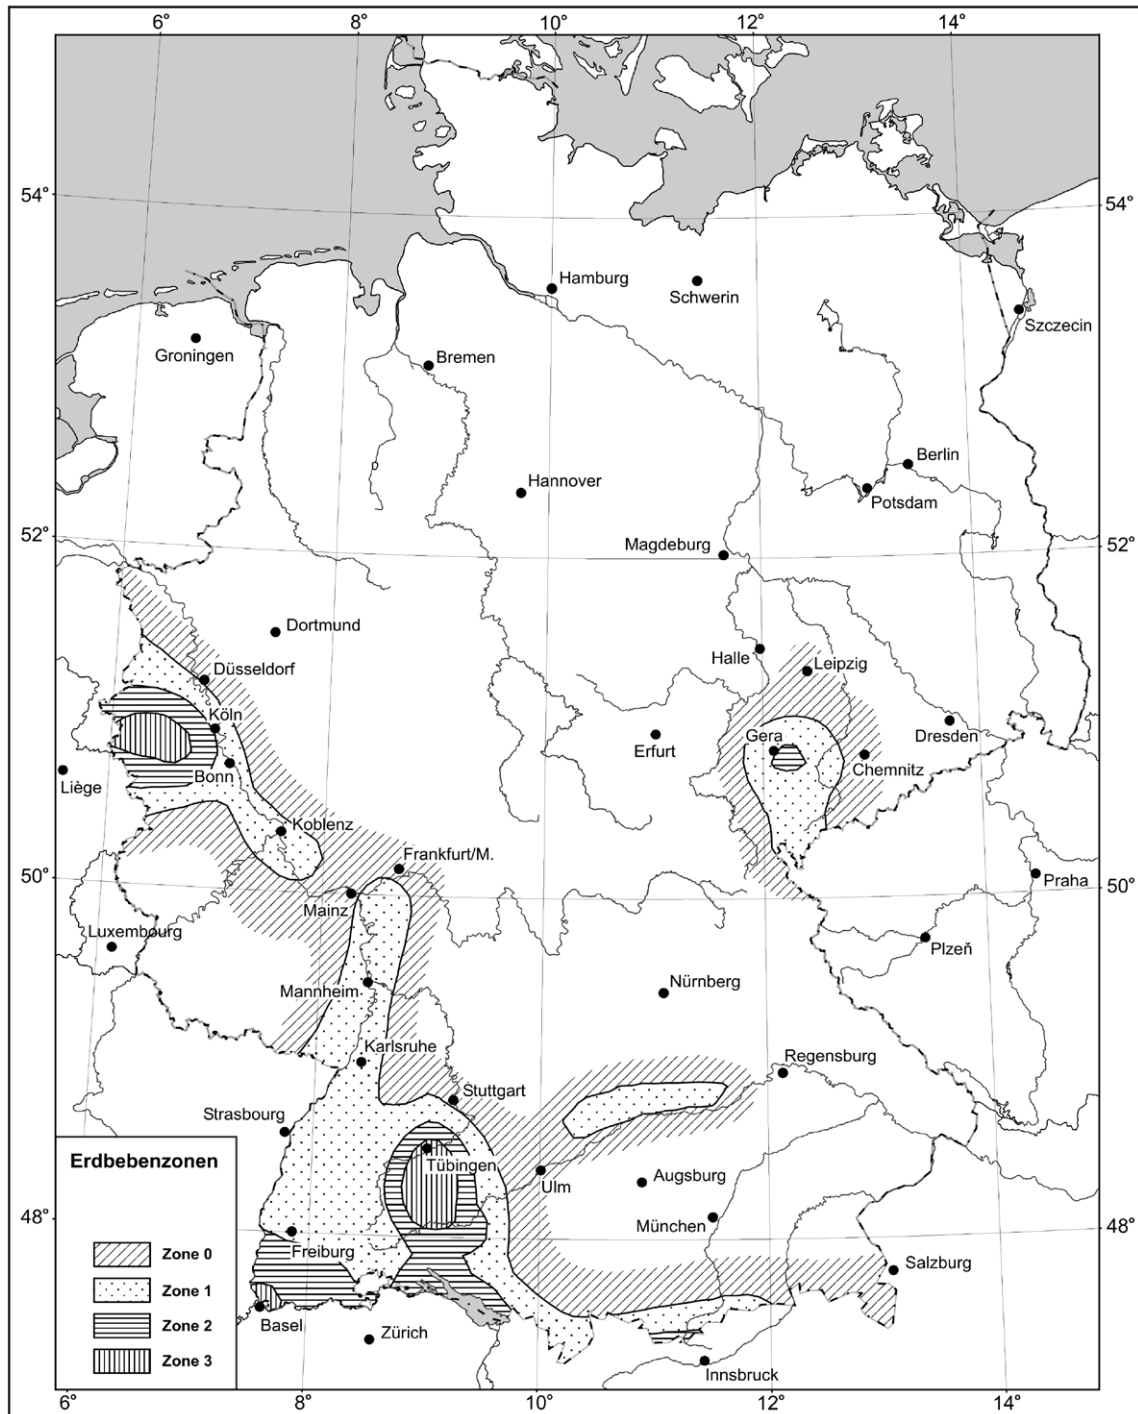 6°
8°
10°
12°
14°
54°
54°
Hamburg
Schwerin
Szczecin
Groningen
Bremen
Berlin
Hannover
Potsdam
52°
Magdeburg
52°
Dortmund
Halle
Leipzig
Düsseldorf
Köln
Gera
Dresden
Erfurt
Chemnitz
Bonn
Liège
Koblenz
Frankfurt/M.
50°
Praha
50°
Mainz
Luxembourg
Plzeň
Mannheim
Nürnberg
Karlsruhe
Regensburg
Stuttgart
Strasbourg
Erdbebenzonen
Tübingen
Ulm
Augsburg
48°
München
48°
Freiburg
Zone 0
Salzburg
Zone 1
Basel
Zürich
Zone 2
Zone 3
Innsbruck
6°
8°
10°
12°
14°